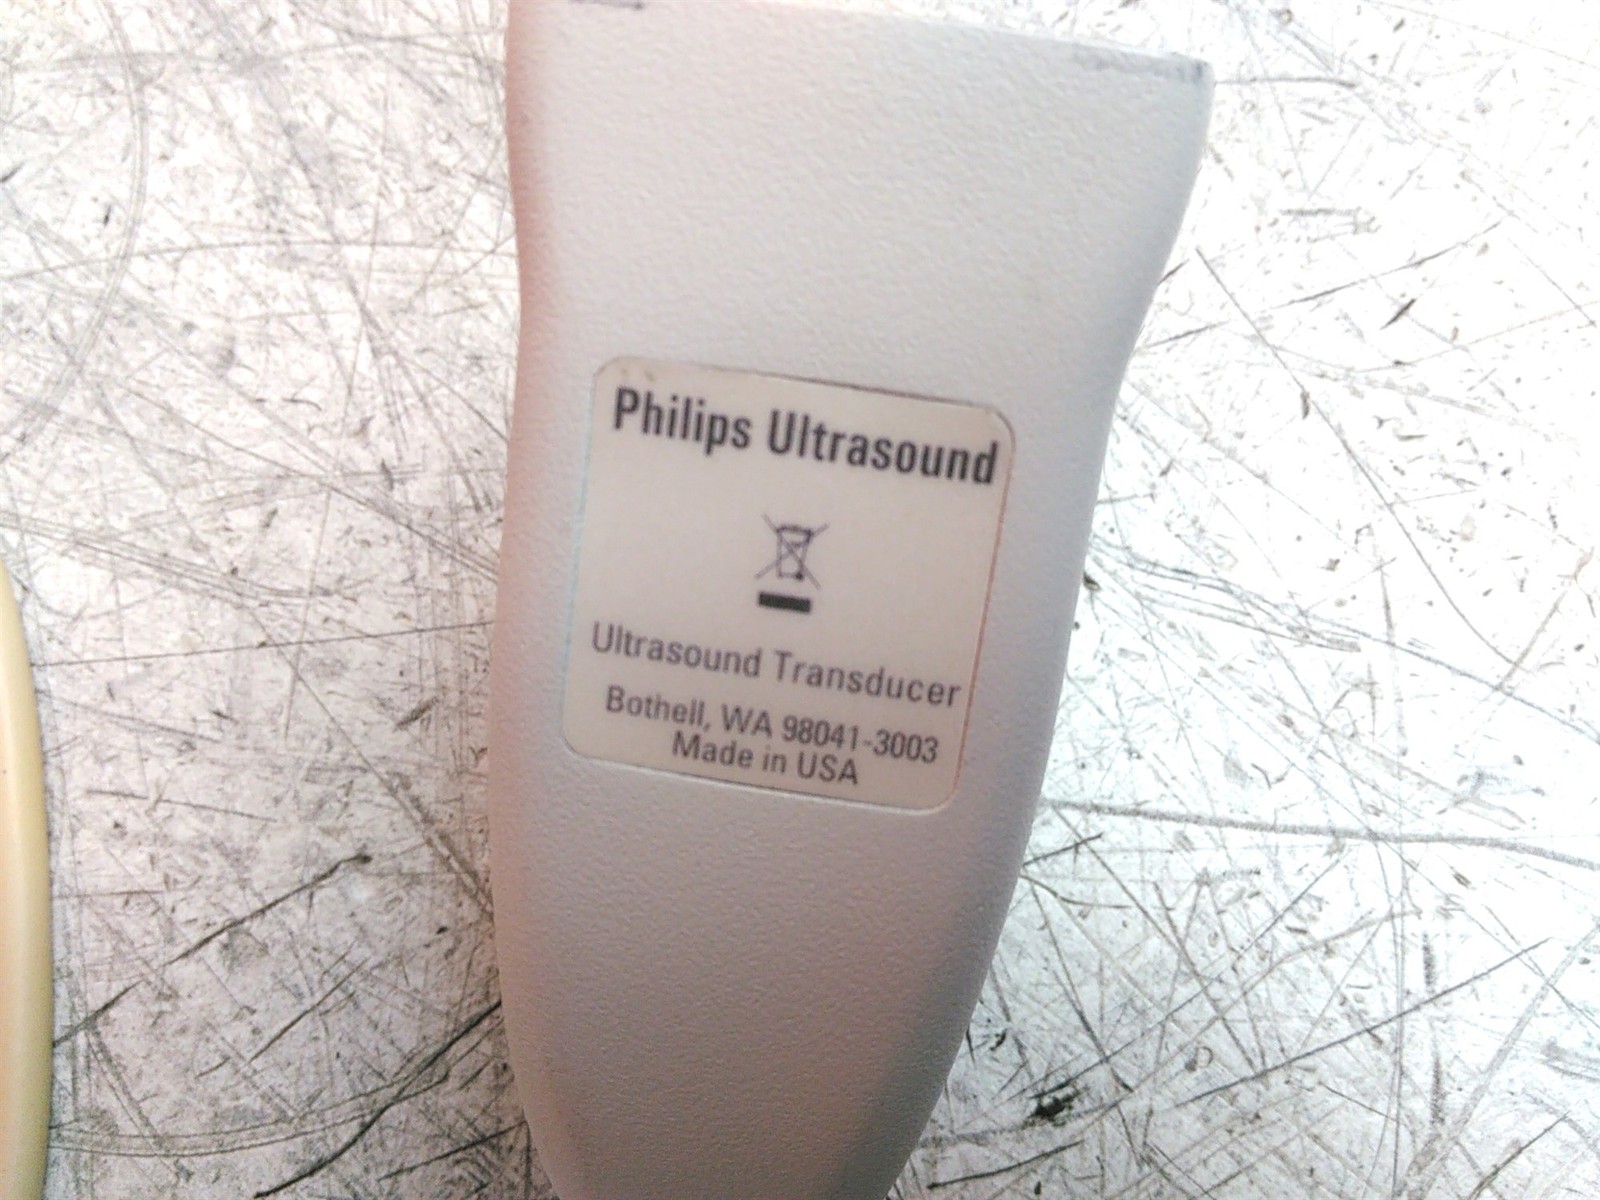 Philips Ultrasound
Ultrasound Transducer
Bothell, WA 98041-3003
Made in USA